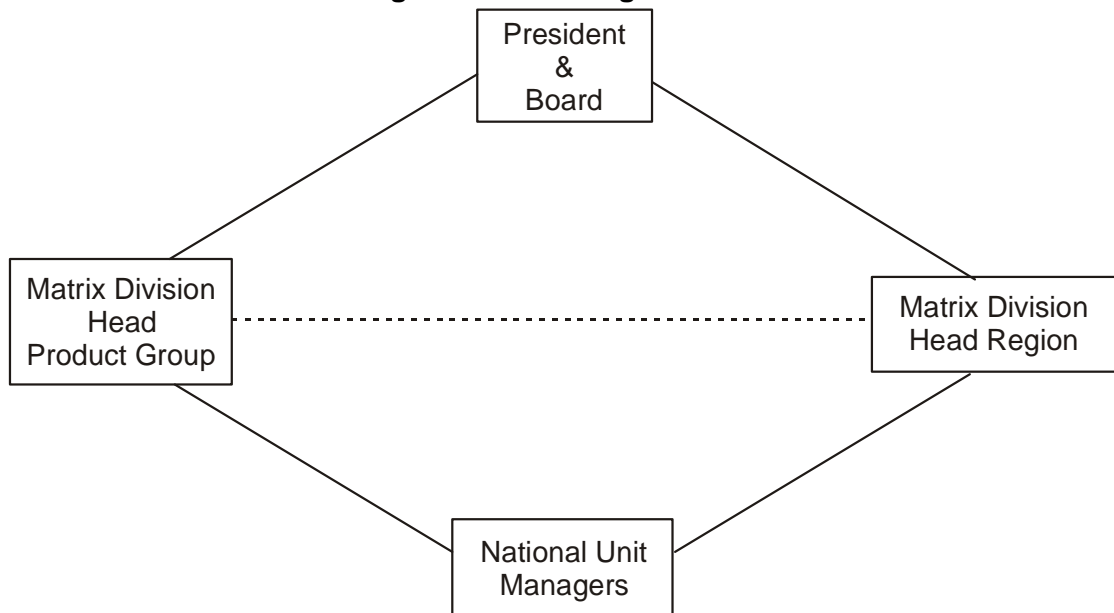 President
&
Board
Matrix Division
Head
Product Group
Matrix Division
Head Region
National Unit
Managers